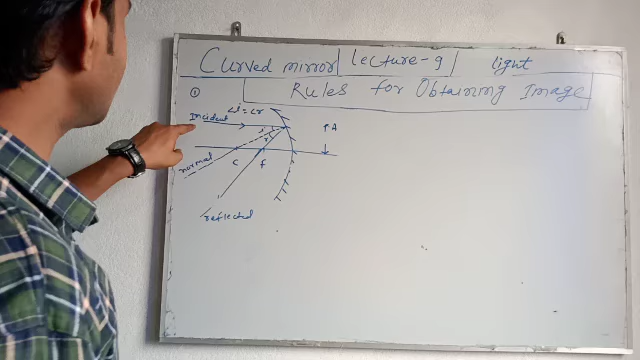 Curved mirror | Lecture-9 | light
① Rules for Obtaining Image
∠i = ∠r
Incident
i
r
P.A
normal
C
F
reflected